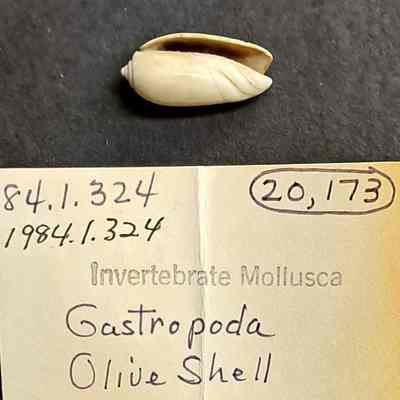 84.1.324
20,173
1984.1.324
Invertebrate Mollusca
Gastropoda
Olive Shell